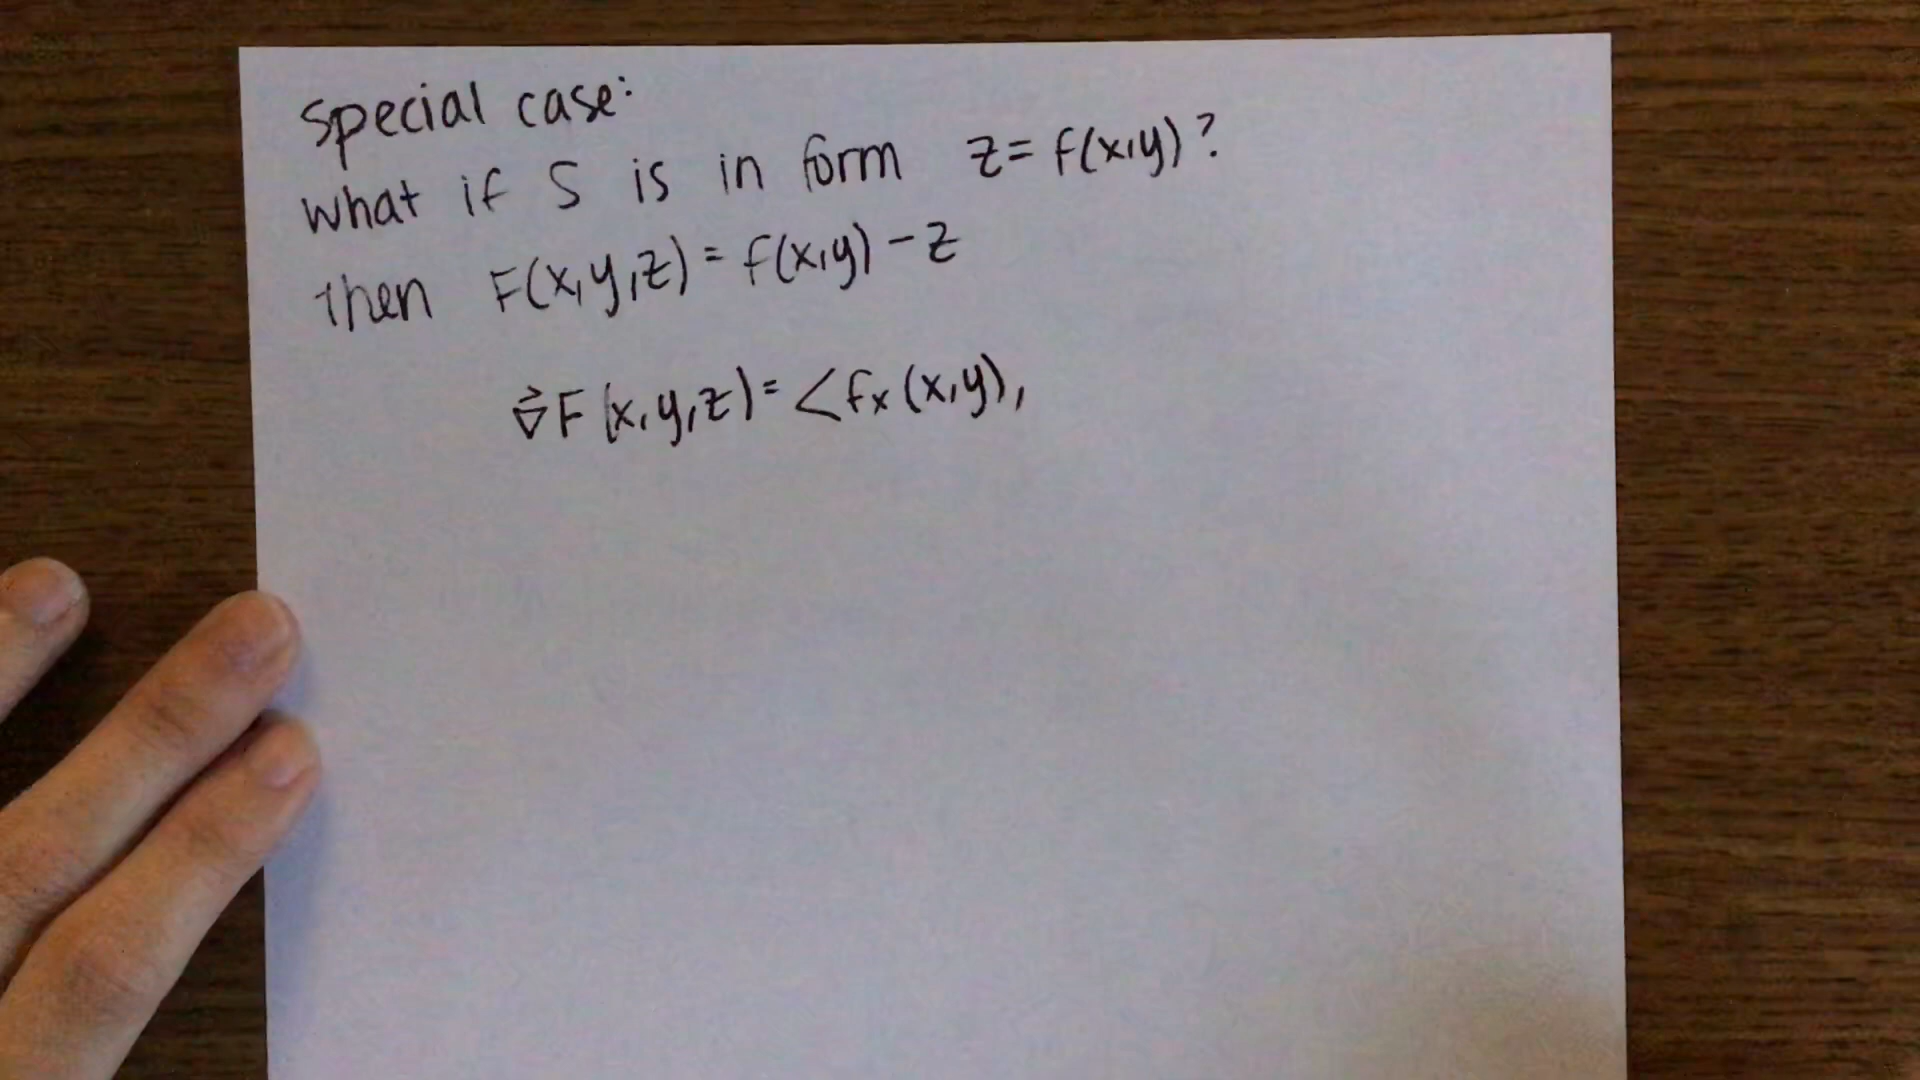 special case:
what if S is in form z = f(x,y)?
then F(x,y,z) = f(x,y) - z
∇⃗F(x,y,z) = <fₓ(x,y),